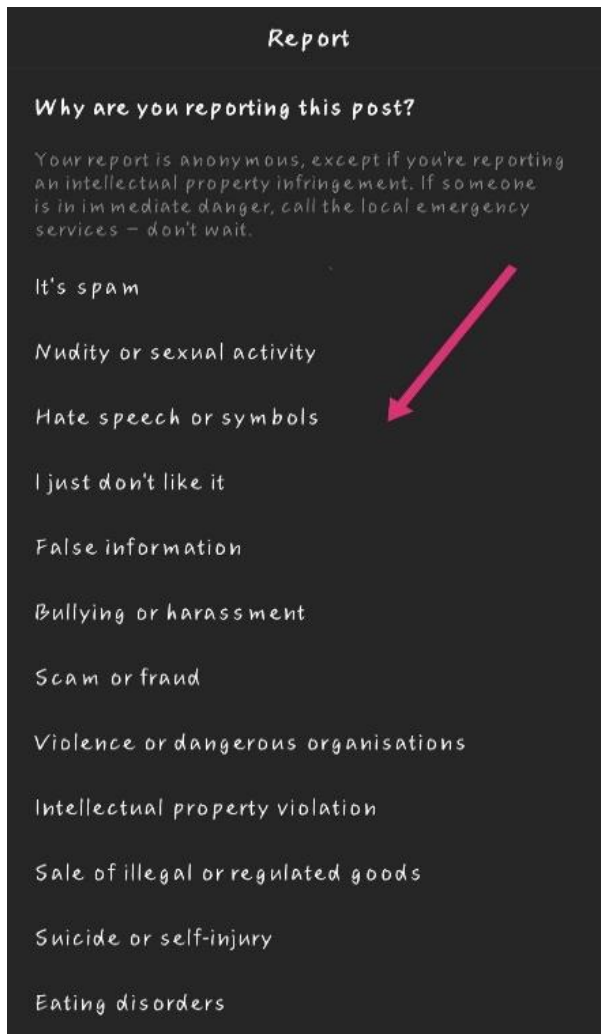 Report
Why are you reporting this post?
Your report is anonymous, except if you're reporting
an intellectual property infringement. If someone
is in immediate danger, call the local emergency
services – don't wait.
It's spam
Nudity or sexual activity
Hate speech or symbols
I just don't like it
False information
Bullying or harassment
Scam or fraud
Violence or dangerous organisations
Intellectual property violation
Sale of illegal or regulated goods
Suicide or self-injury
Eating disorders